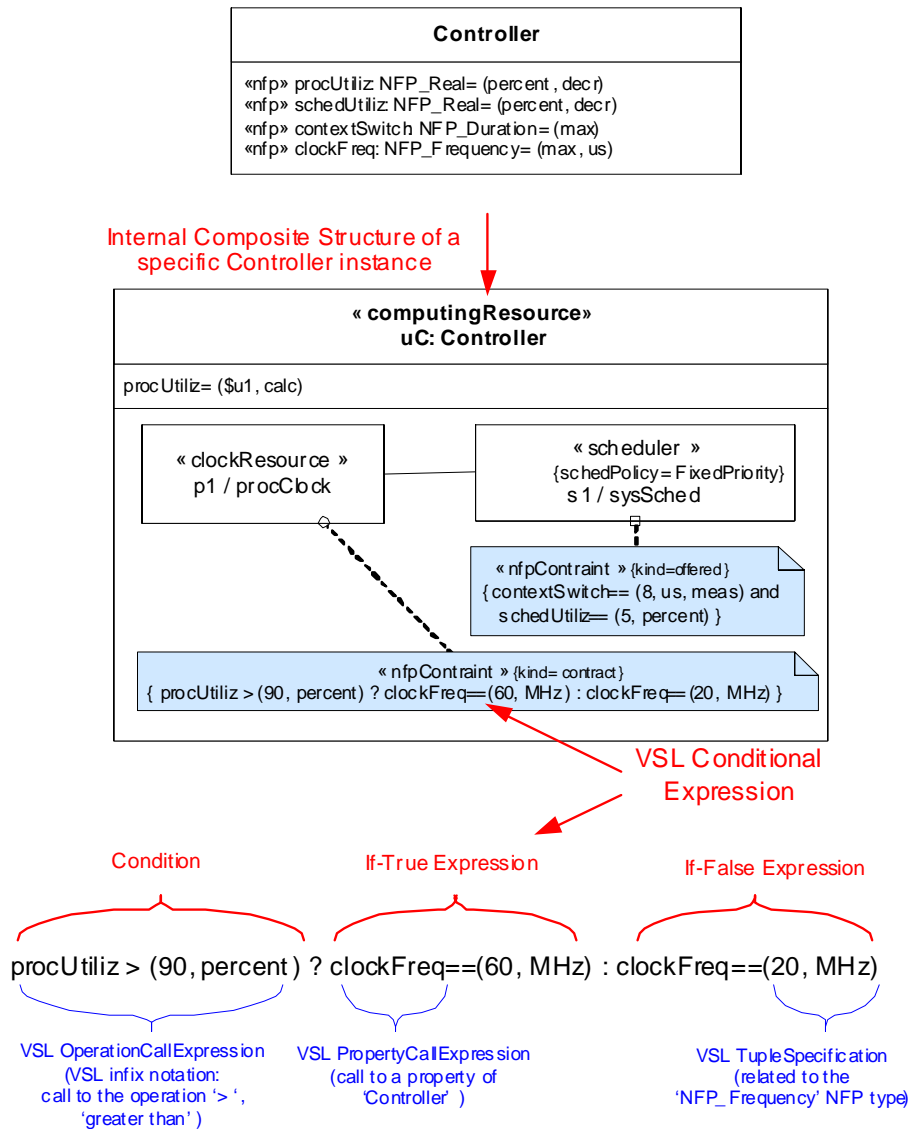 Controller
«nfp» procUtiliz: NFP_Real= (percent, decr)
«nfp» schedUtiliz: NFP_Real= (percent, decr)
«nfp» contextSwitch: NFP_Duration= (max)
«nfp» clockFreq: NFP_Frequency= (max, us)
Internal Composite Structure of a
specific Controller instance
« computingResource»
uC: Controller
procUtiliz= ($u1, calc)
« clockResource »
p1 / procClock
« scheduler »
{schedPolicy= FixedPriority}
s1 / sysSched
« nfpContraint » {kind=offered}
{ contextSwitch== (8, us, meas) and
schedUtiliz== (5, percent) }
« nfpContraint » {kind= contract}
{ procUtiliz >(90, percent) ? clockFreq==(60, MHz) : clockFreq==(20, MHz) }
VSL Conditional
Expression
Condition
If-True Expression
If-False Expression
procUtiliz > (90, percent) ? clockFreq==(60, MHz) : clockFreq==(20, MHz)
VSL OperationCallExpression
(VSL infix notation:
call to the operation ‘> ‘,
‘greater than’ )
VSL PropertyCallExpression
(call to a property of
‘Controller’ )
VSL TupleSpecification
(related to the
‘NFP_Frequency’ NFP type)